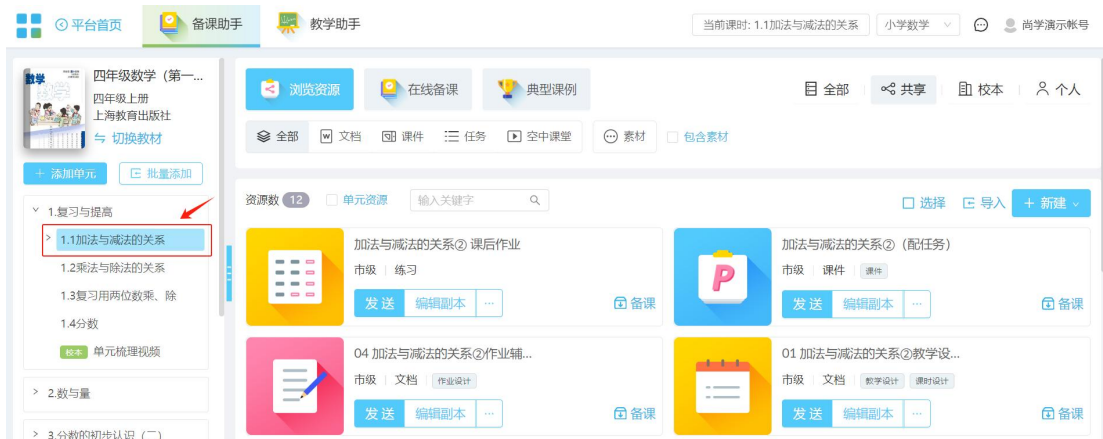 平台首页
备课助手
教学助手
当前课时: 1.1加法与减法的关系
小学数学
尚学演示帐号
数学
四年级数学（第一...
四年级上册
上海教育出版社
切换教材
+ 添加单元
批量添加
1.复习与提高
1.1加法与减法的关系
1.2乘法与除法的关系
1.3复习用两位数乘、除
1.4分数
校本 单元梳理视频
2.数与量
3.分数的初步认识（二）
浏览资源
在线备课
典型课例
全部
共享
校本
个人
全部
文档
课件
任务
空中课堂
素材
包含素材
资源数 12
单元资源
输入关键字
选择
导入
+ 新建
加法与减法的关系② 课后作业
市级 练习
发送 编辑副本 ...
备课
加法与减法的关系②（配任务）
市级 课件 课件
发送 编辑副本 ...
备课
04 加法与减法的关系②作业辅...
市级 文档 作业设计
发送 编辑副本 ...
备课
01 加法与减法的关系②教学设...
市级 文档 教学设计 课时设计
发送 编辑副本 ...
备课